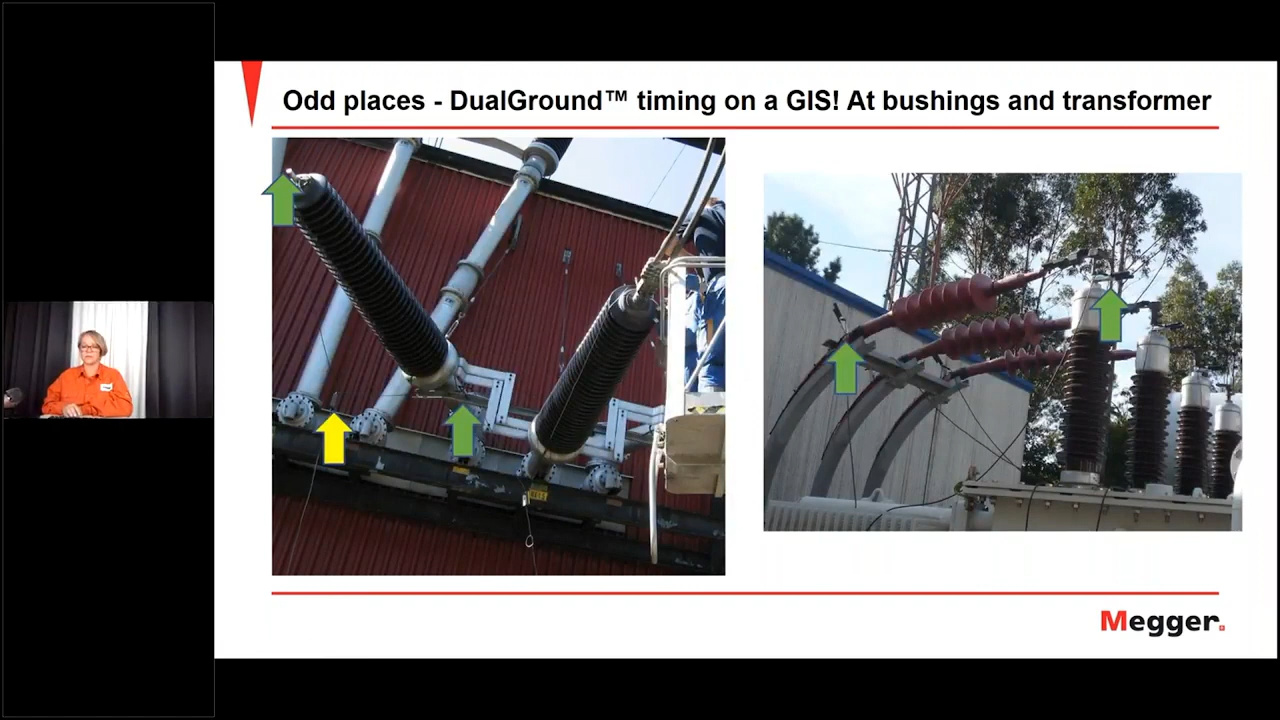 Odd places - DualGround™ timing on a GIS! At bushings and transformer
Megger.